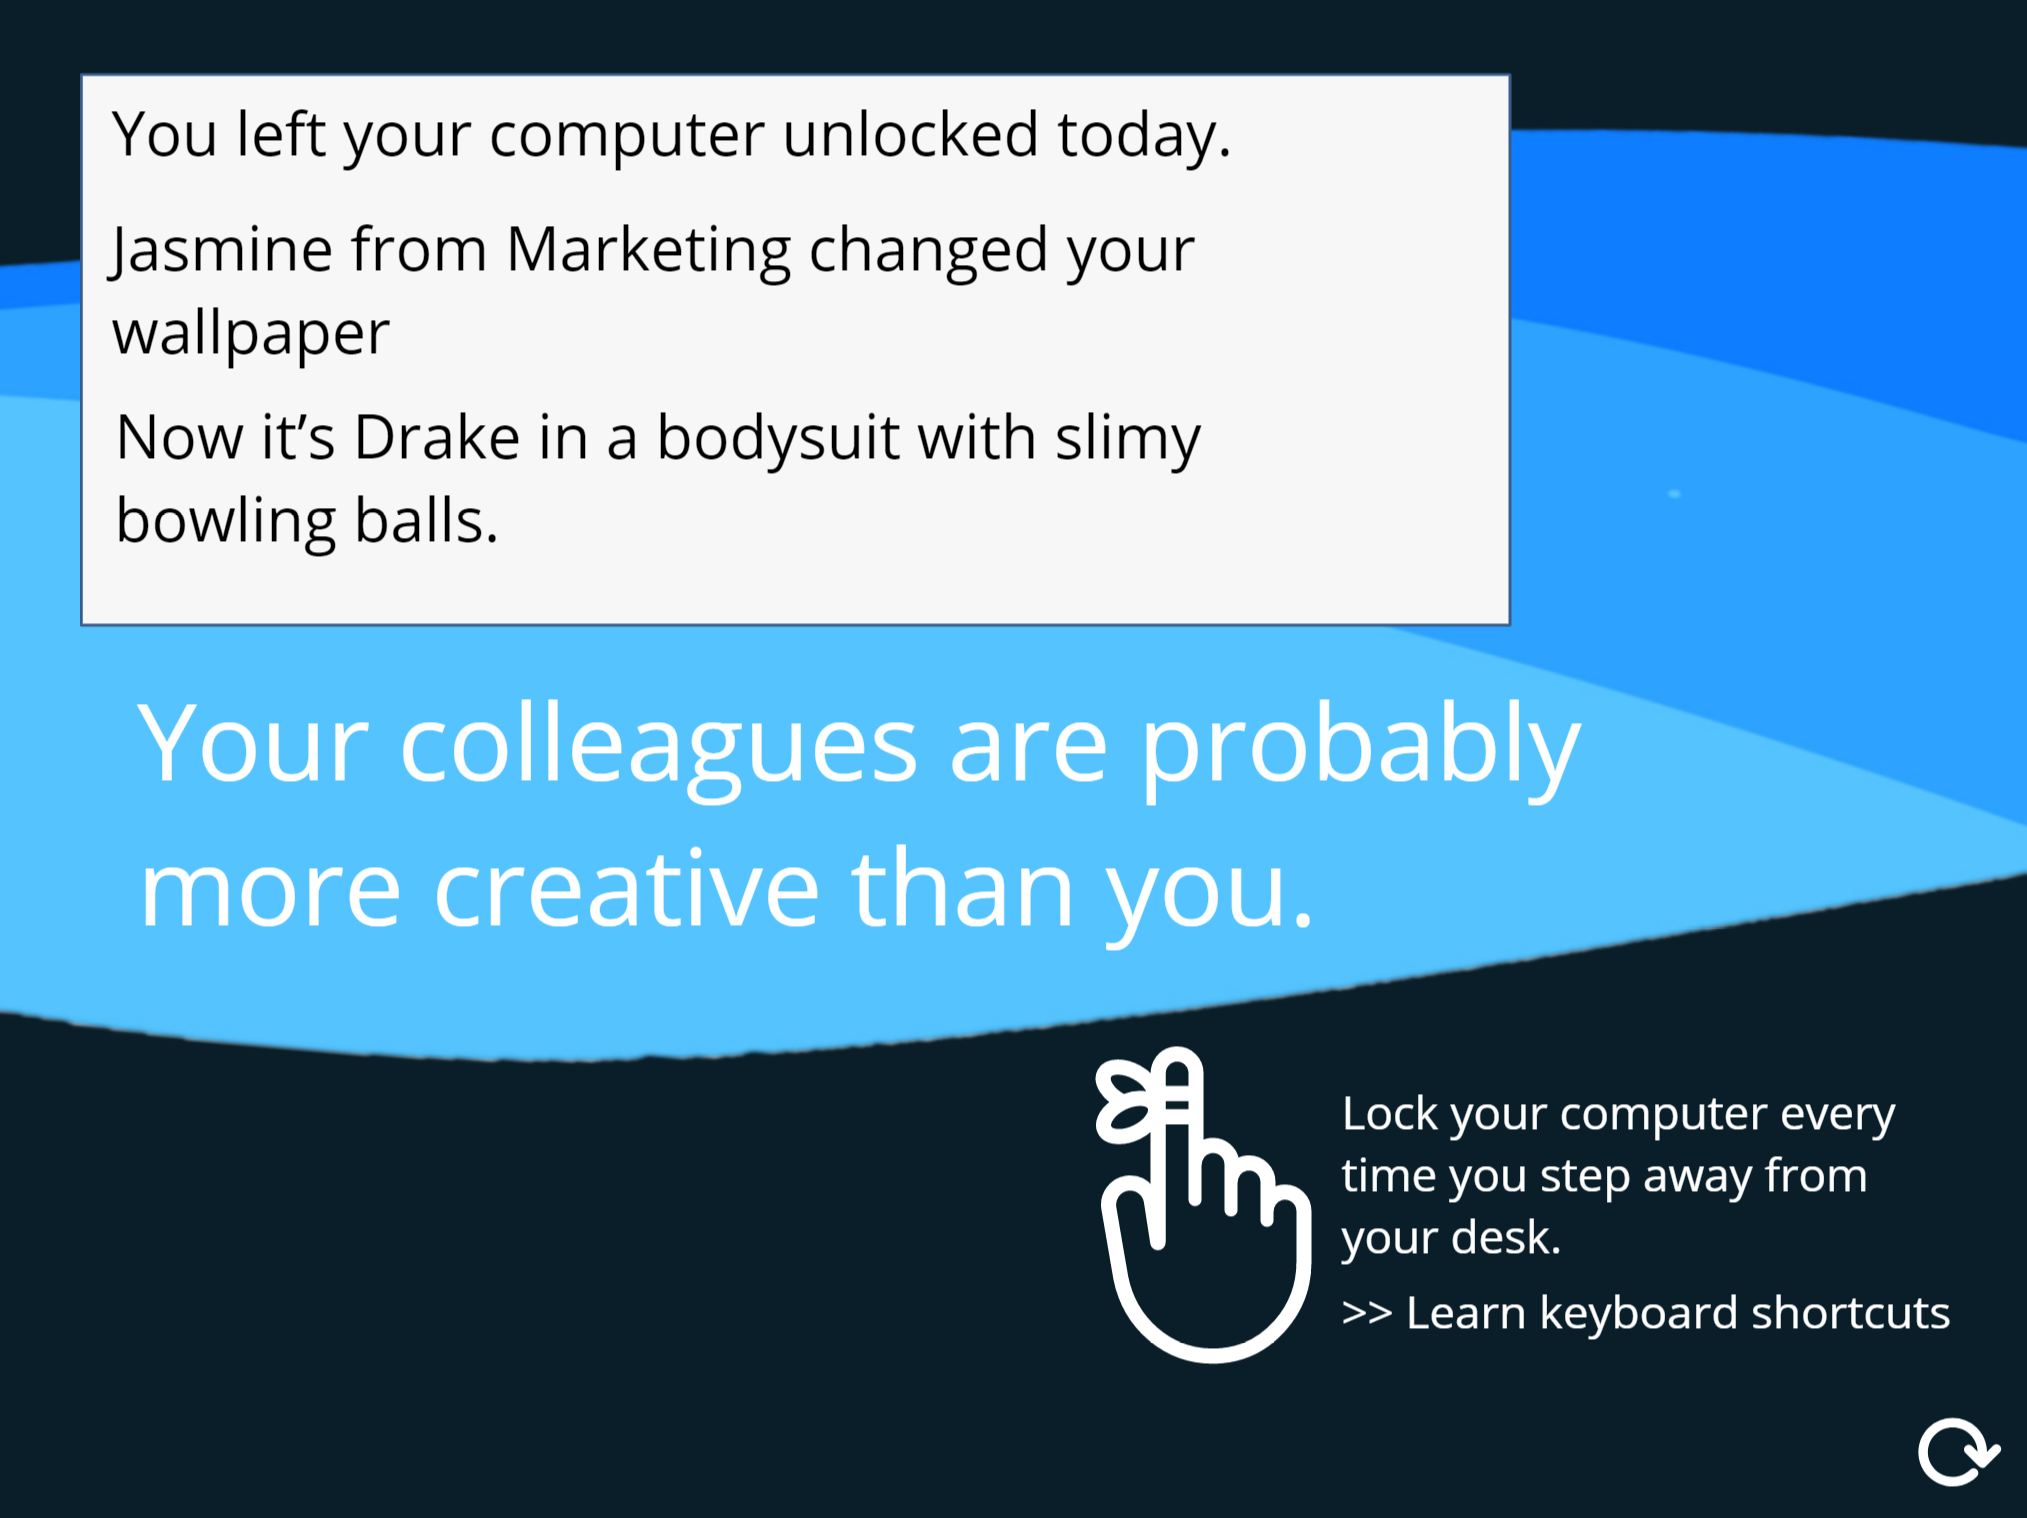 You left your computer unlocked today.
Jasmine from Marketing changed your
wallpaper
Now it’s Drake in a bodysuit with slimy
bowling balls.
Your colleagues are probably
more creative than you.
Lock your computer every
time you step away from
your desk.
>> Learn keyboard shortcuts